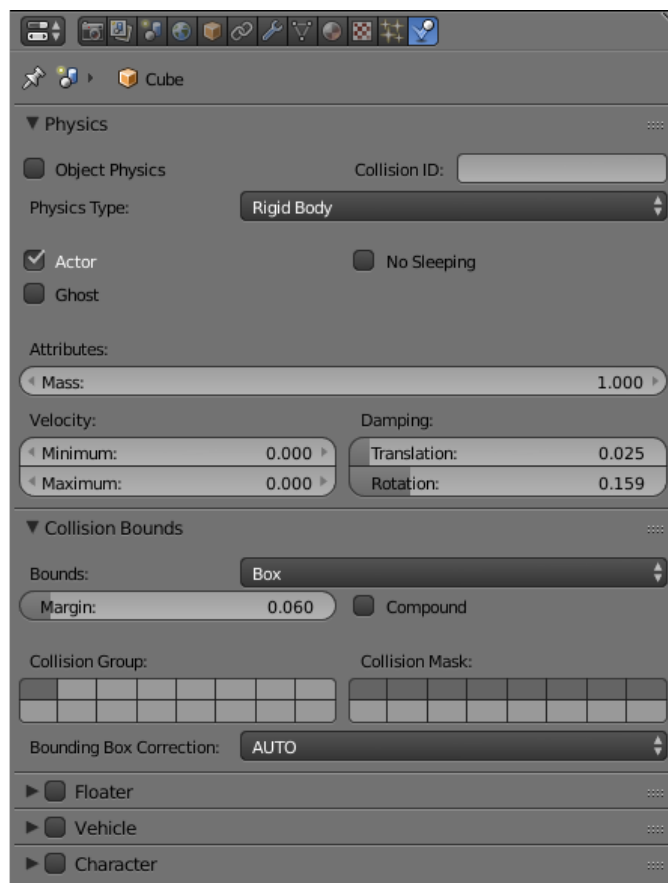 Cube
Physics
Object Physics Collision ID:
Physics Type: Rigid Body
Actor No Sleeping
Ghost
Attributes:
Mass: 1.000
Velocity: Damping:
Minimum: 0.000 Translation: 0.025
Maximum: 0.000 Rotation: 0.159
Collision Bounds
Bounds: Box
Margin: 0.060 Compound
Collision Group: Collision Mask:
Bounding Box Correction: AUTO
Floater
Vehicle
Character